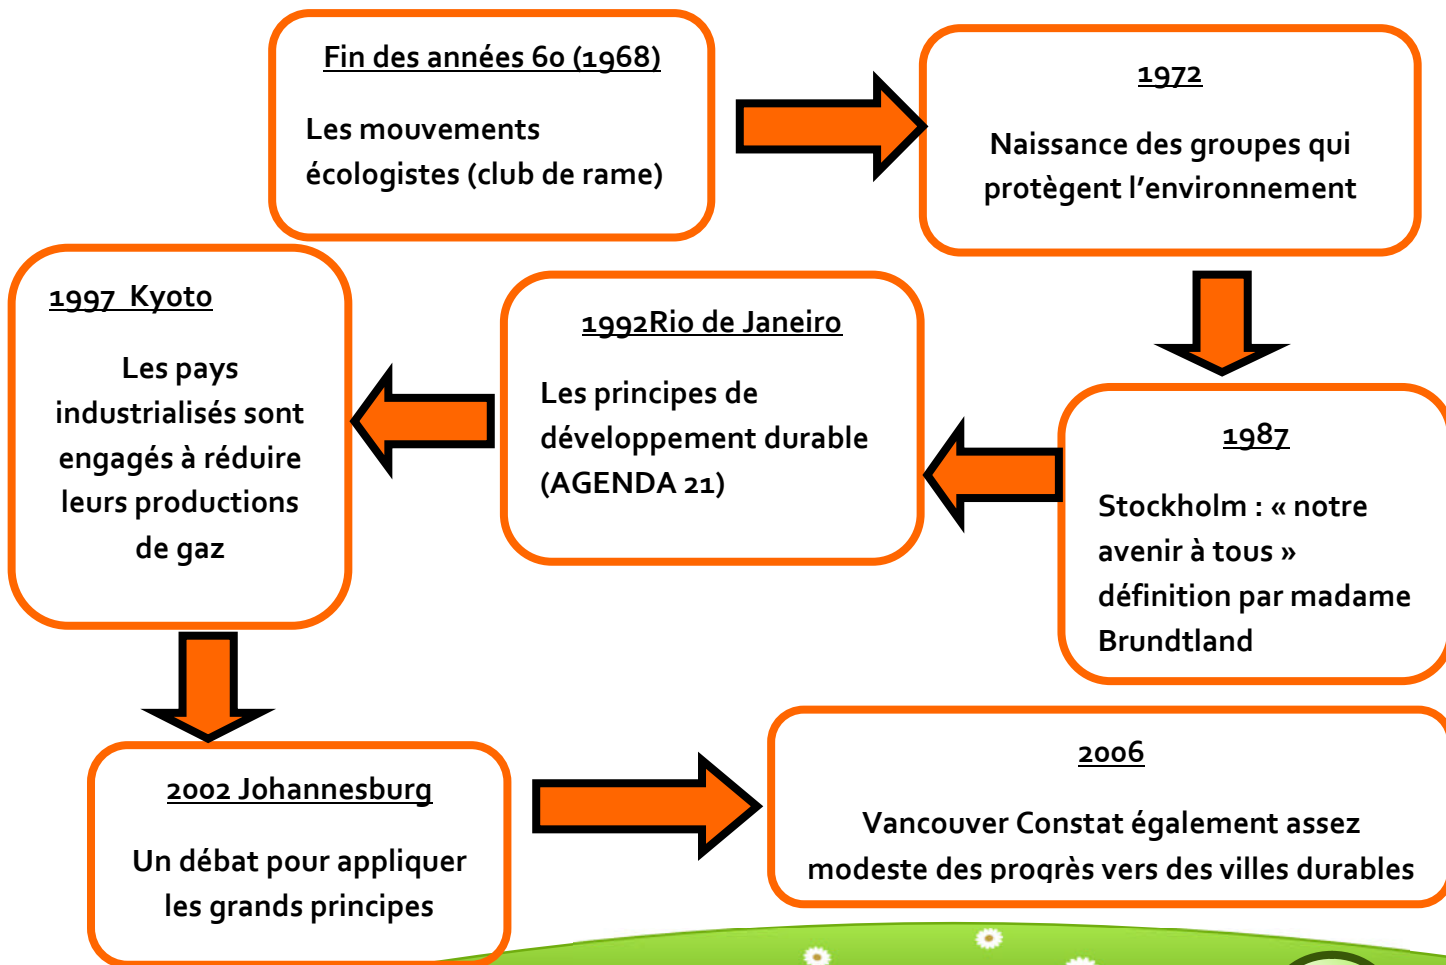 Fin des années 60 (1968)
Les mouvements
écologistes (club de rame)
1972
Naissance des groupes qui
protègent l'environnement
1987
Stockholm : « notre
avenir à tous »
définition par madame
Brundtland
1992Rio de Janeiro
Les principes de
développement durable
(AGENDA 21)
1997 Kyoto
Les pays
industrialisés sont
engagés à réduire
leurs productions
de gaz
2002 Johannesburg
Un débat pour appliquer
les grands principes
2006
Vancouver Constat également assez
modeste des progrès vers des villes durables